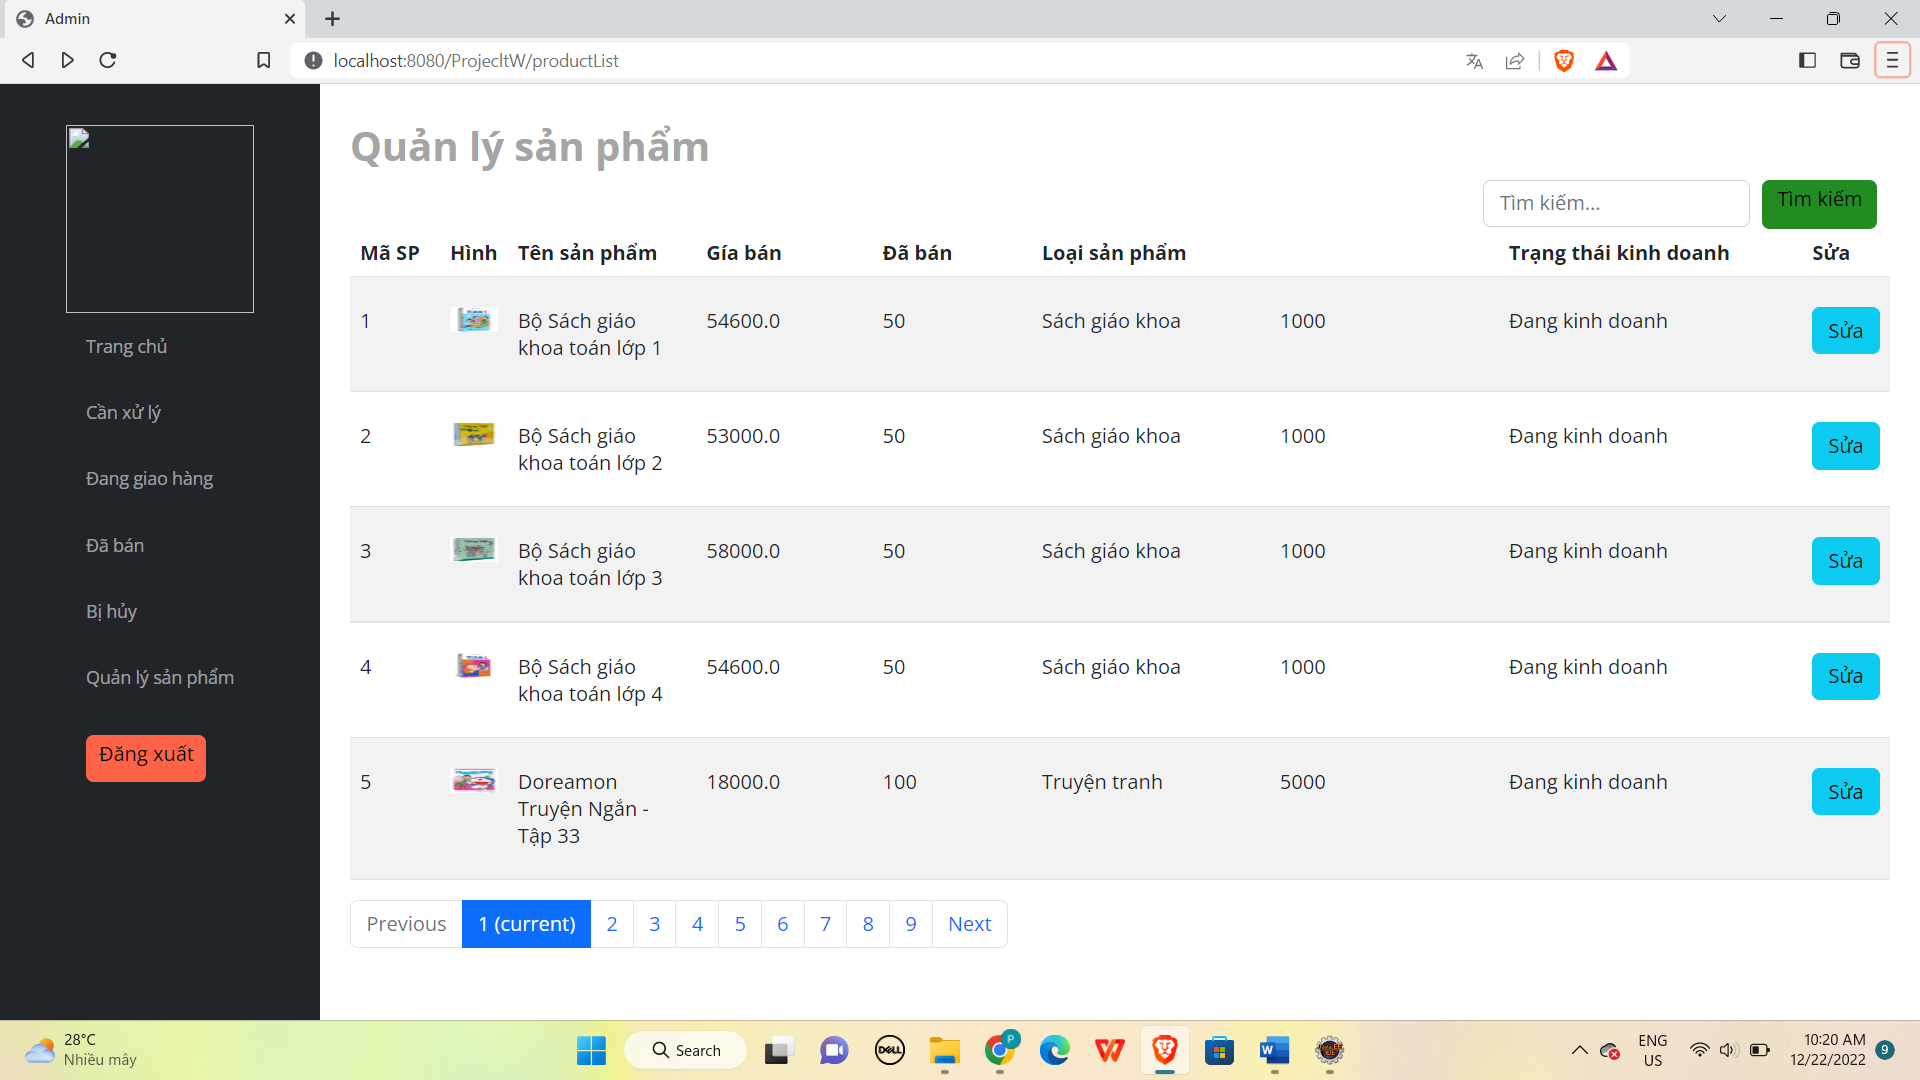 Admin
localhost:8080/ProjectW/productList
Quản lý sản phẩm
Tìm kiếm... Tìm kiếm
Trang chủ
Cần xử lý
Đang giao hàng
Đã bán
Bị hủy
Quản lý sản phẩm
Đăng xuất
Mã SP Hình Tên sản phẩm Gía bán Đã bán Loại sản phẩm Trạng thái kinh doanh Sửa
1 Bộ Sách giáo 54600.0 50 Sách giáo khoa 1000 Đang kinh doanh Sửa
khoa toán lớp 1
2 Bộ Sách giáo 53000.0 50 Sách giáo khoa 1000 Đang kinh doanh Sửa
khoa toán lớp 2
3 Bộ Sách giáo 58000.0 50 Sách giáo khoa 1000 Đang kinh doanh Sửa
khoa toán lớp 3
4 Bộ Sách giáo 54600.0 50 Sách giáo khoa 1000 Đang kinh doanh Sửa
khoa toán lớp 4
5 Doreamon 18000.0 100 Truyện tranh 5000 Đang kinh doanh Sửa
Truyện Ngắn -
Tập 33
Previous 1 (current) 2 3 4 5 6 7 8 9 Next
28°C
Nhiều mây
Search
DELL
P
ENG
US
10:20 AM
12/22/2022
9